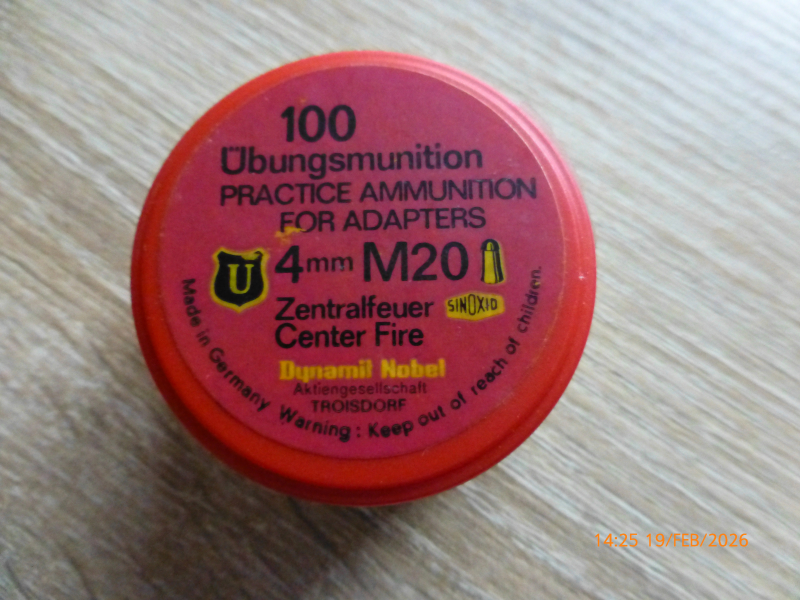 100
Übungsmunition
PRACTICE AMMUNITION
FOR ADAPTERS
U
4mm M20
Zentralfeuer SINOXID
Center Fire
Dynamit Nobel
Aktiengesellschaft
TROISDORF
Made in Germany Warning : Keep out of reach of children.
14:25 19/FEB/2026